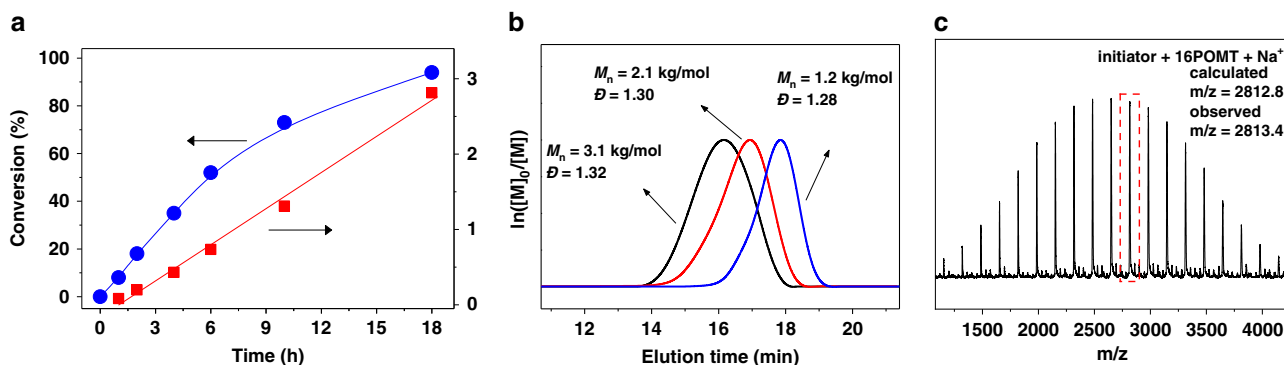 a
Conversion (%)
100
80
60
40
20
0
3
2
1
0
0 3 6 9 12 15 18
Time (h)
ln([M]0/[M]
b
Mn = 2.1 kg/mol
Đ = 1.30
Mn = 1.2 kg/mol
Đ = 1.28
Mn = 3.1 kg/mol
Đ = 1.32
12 14 16 18 20
Elution time (min)
c
initiator + 16POMT + Na+
calculated
m/z = 2812.8
observed
m/z = 2813.4
1500 2000 2500 3000 3500 4000
m/z